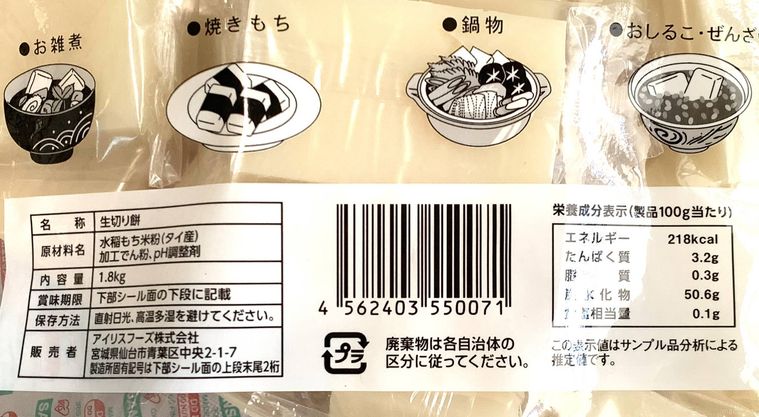 ●お雑煮
●焼きもち
●鍋物
●おしるこ・ぜんざ
名 称 生切り餅
原材料名 水稲もち米粉(タイ産)
加工でん粉、pH調整剤
内 容 量 1.8kg
賞味期限 下部シール面の下段に記載
保存方法 直射日光、高温多湿を避けてください。
販 売 者 アイリスフーズ株式会社
宮城県仙台市青葉区中央2-1-7
製造所固有記号は下部シール面の上段末尾2桁
4 562403 550071
プラ
廃棄物は各自治体の
区分に従ってください。
栄養成分表示(製品100g当たり)
エネルギー 218kcal
たんぱく質 3.2g
脂 質 0.3g
炭水化物 50.6g
相当量 0.1g
この表示値はサンプル品分析による
推定値です。